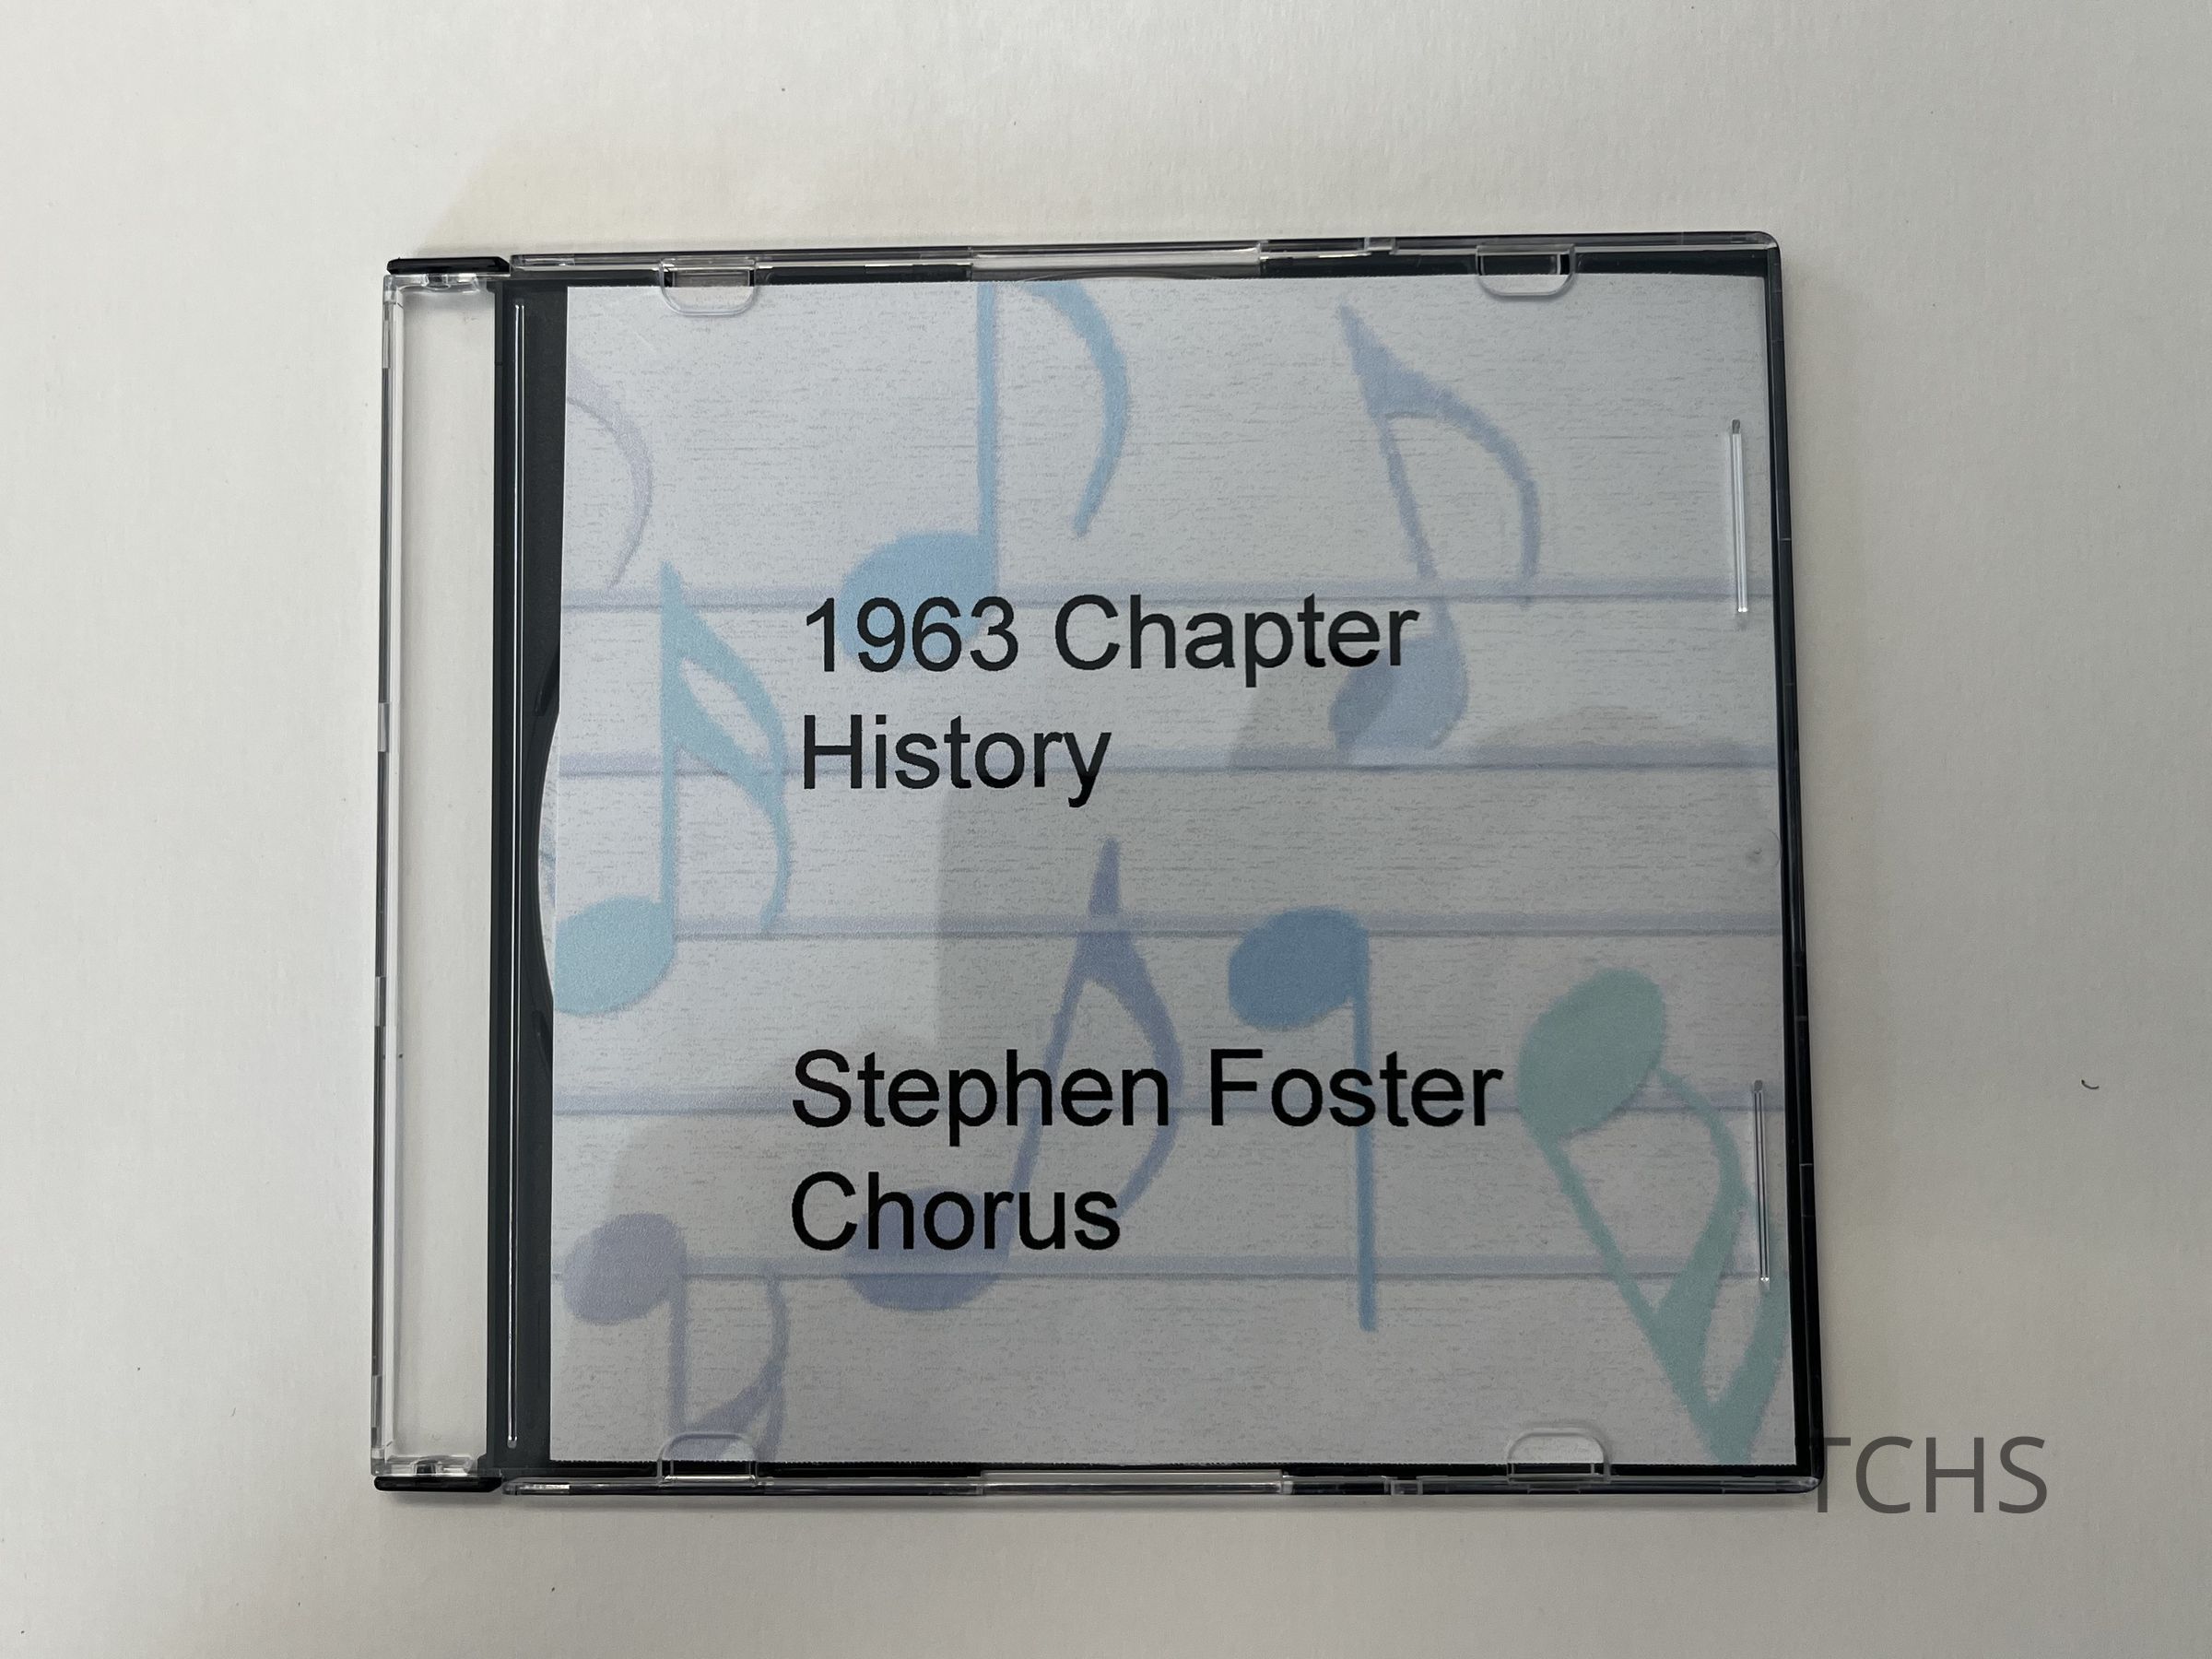 1963 Chapter
History
Stephen Foster
Chorus
TCHS